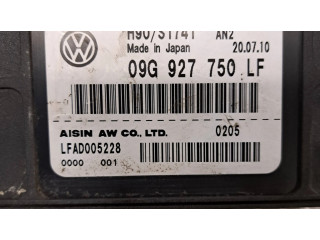 H90/S1741 AN2
Made in Japan 20.07.10
09G 927 750 LF
AISIN AW CO., LTD. 0205
LFAD005228
0000 001